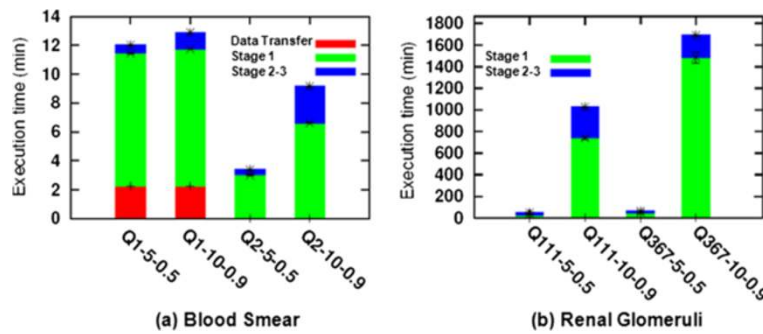 14
12
10
8
6
4
2
0
Execution time (min)
Data Transfer
Stage 1
Stage 2-3
Q1-5-0.5
Q1-10-0.9
Q2-5-0.5
Q2-10-0.9
(a) Blood Smear
1800
1600
1400
1200
1000
800
600
400
200
0
Execution time (min)
Stage 1
Stage 2-3
Q111-5-0.5
Q111-10-0.9
Q367-5-0.5
Q367-10-0.9
(b) Renal Glomeruli